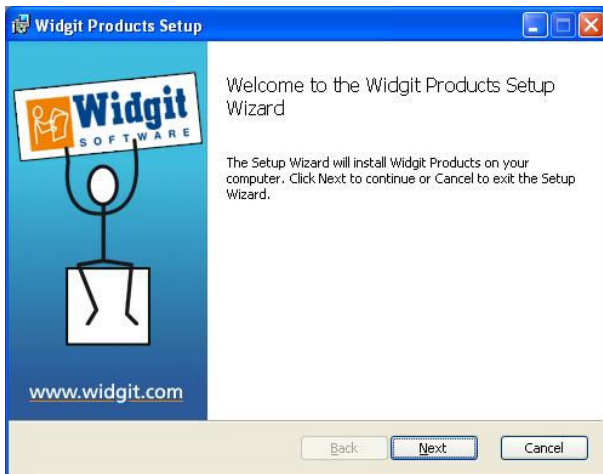 Widgit Products Setup
Widgit
SOFTWARE
Welcome to the Widgit Products Setup
Wizard
The Setup Wizard will install Widgit Products on your
computer. Click Next to continue or Cancel to exit the Setup
Wizard.
www.widgit.com
Back Next Cancel